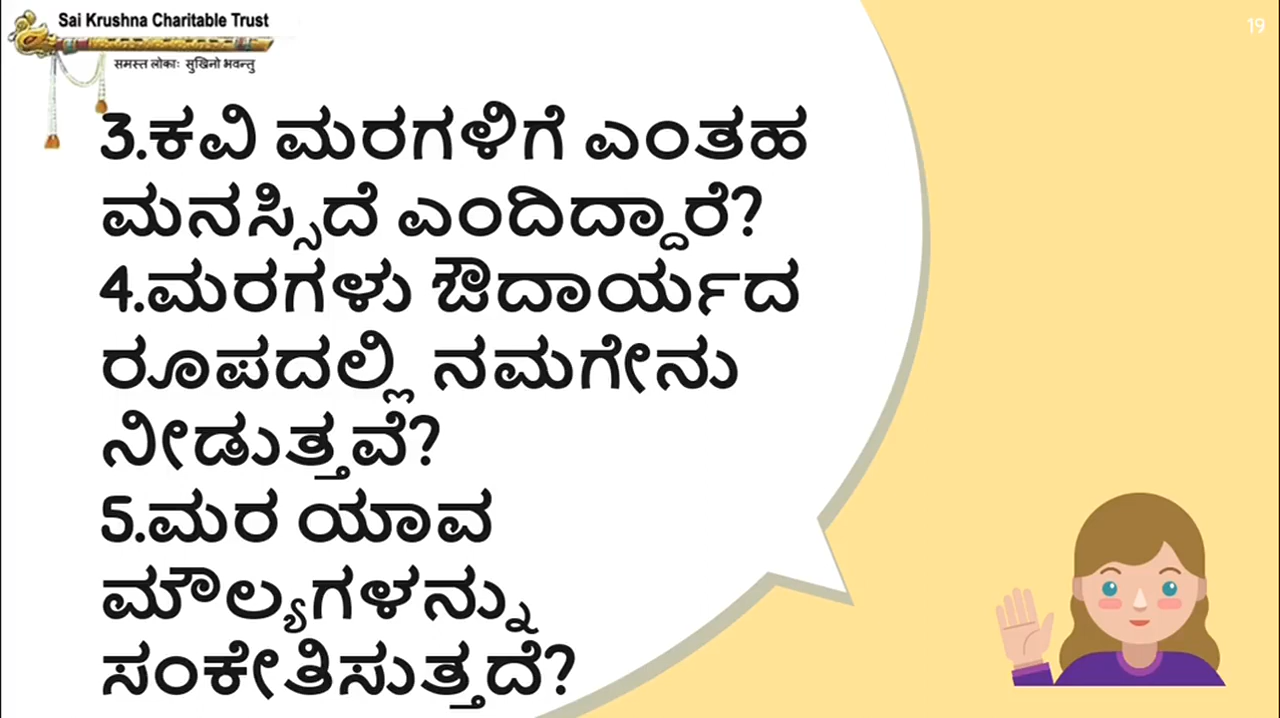 Sai Krushna Charitable Trust
समस्त लोकाः सुखिनो भवन्तु
19
3.ಕವಿ ಮರಗಳಿಗೆ ಎಂತಹ
ಮನಸ್ಸಿದೆ ಎಂದಿದ್ದಾರೆ?
4.ಮರಗಳು ಔದಾರ್ಯದ
ರೂಪದಲ್ಲಿ ನಮಗೇನು
ನೀಡುತ್ತವೆ?
5.ಮರ ಯಾವ
ಮೌಲ್ಯಗಳನ್ನು
ಸಂಕೇತಿಸುತ್ತದೆ?